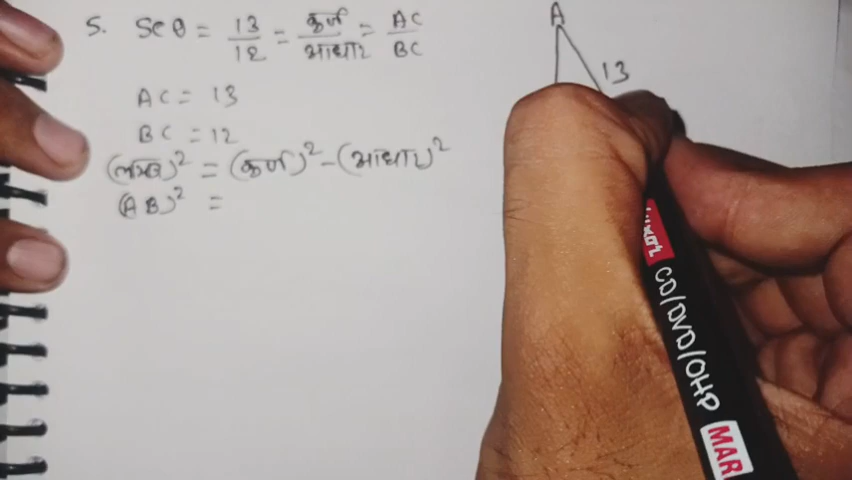 5. Sec θ = 13/12 = कर्ण/आधार = AC/BC
AC = 13
BC = 12
(लम्ब)² = (कर्ण)² - (आधार)²
(AB)² =
A
13
CD/DVD/OHP
MAR